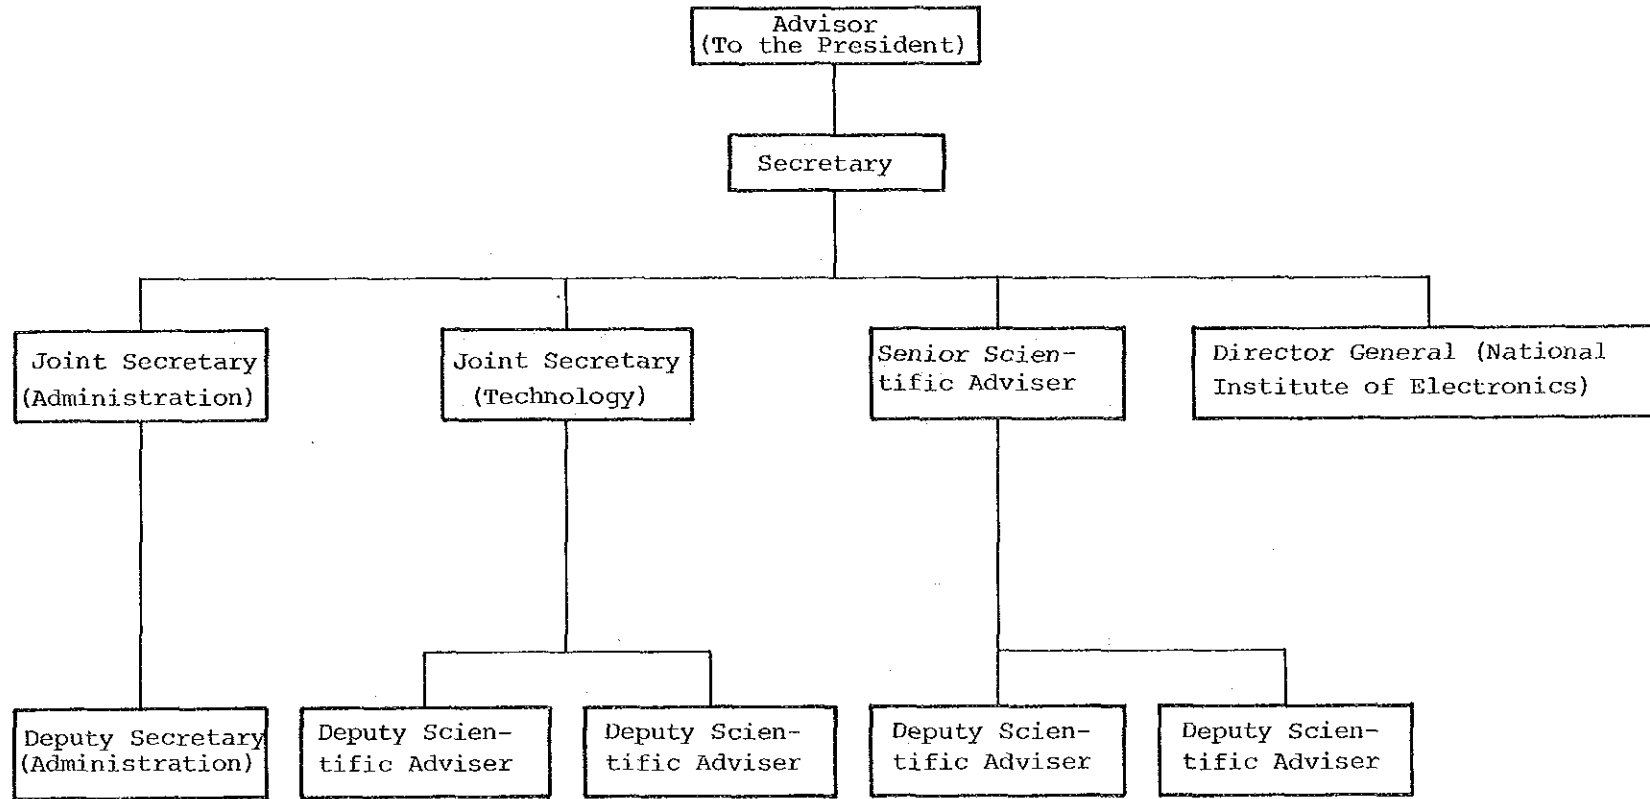 Advisor
(To the President)
Secretary
Joint Secretary
(Administration)
Joint Secretary
(Technology)
Senior Scien-
tific Adviser
Director General (National
Institute of Electronics)
Deputy Secretary
(Administration)
Deputy Scien-
tific Adviser
Deputy Scien-
tific Adviser
Deputy Scien-
tific Adviser
Deputy Scien-
tific Adviser